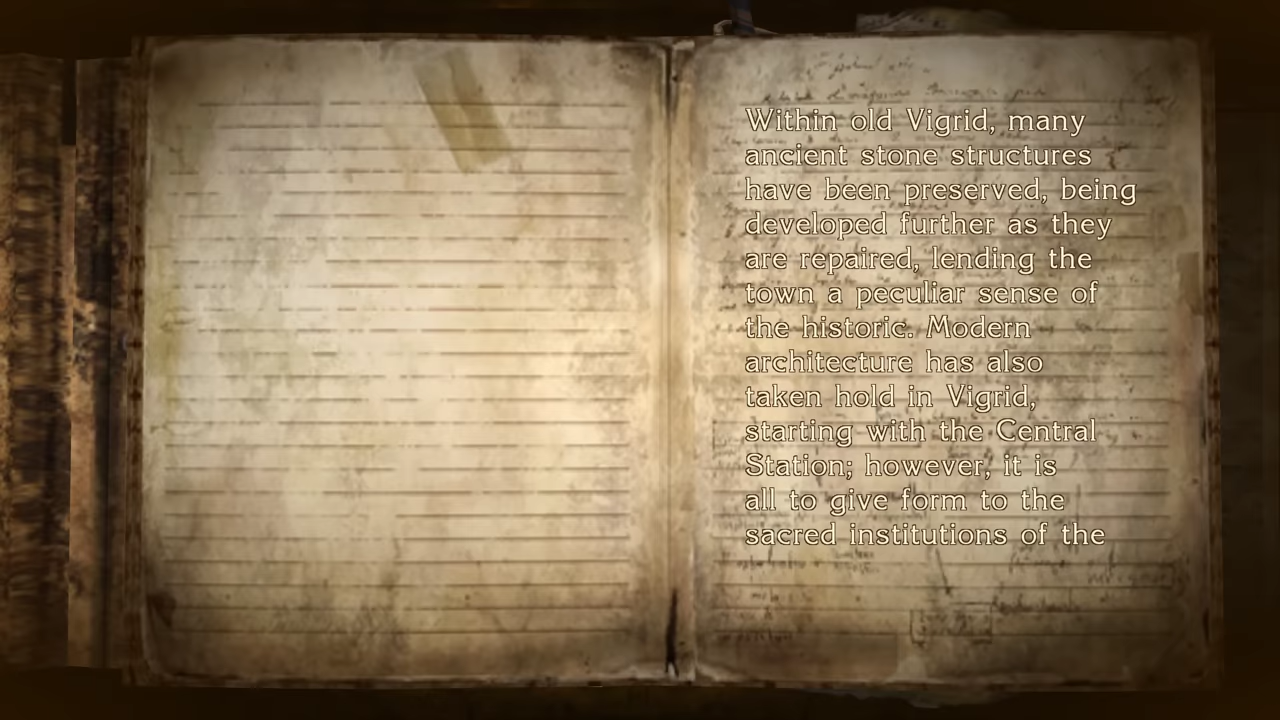 Within old Vigrid, many
ancient stone structures
have been preserved, being
developed further as they
are repaired, lending the
town a peculiar sense of
the historic. Modern
architecture has also
taken hold in Vigrid,
starting with the Central
Station; however, it is
all to give form to the
sacred institutions of the